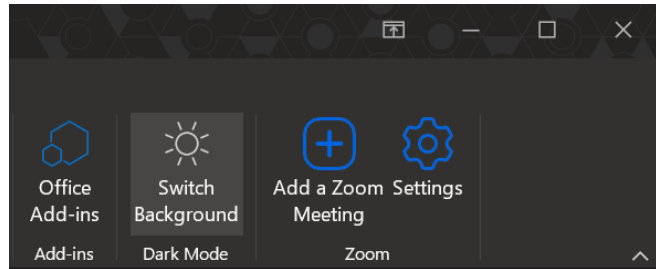 Office
Add-ins
Switch
Background
Add a Zoom
Meeting
Settings
Add-ins
Dark Mode
Zoom